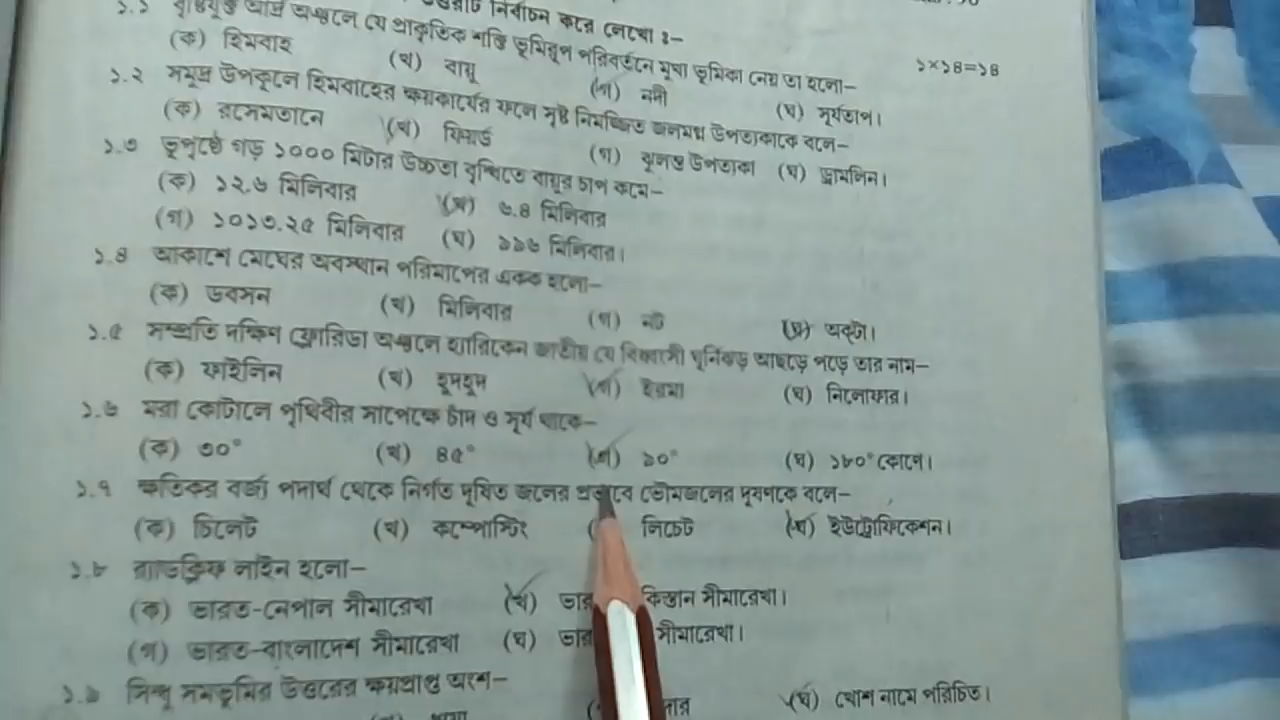 নির্বাচন করে লেখো ঃ–
১×১৪=১৪
১.১ বৃষ্টিযুক্ত আর্দ্র অঞ্চলে যে প্রাকৃতিক শক্তি ভূমিরূপ পরিবর্তনে মুখ্য ভূমিকা নেয় তা হলো–
(ক) হিমবাহ (খ) বায়ু (গ) নদী (ঘ) সূর্যতাপ।
১.২ সমুদ্র উপকূলে হিমবাহের ক্ষয়কার্যের ফলে সৃষ্ট নিমজ্জিত জলমগ্ন উপত্যকাকে বলে–
(ক) রসেমতানে (খ) ফিয়র্ড (গ) ঝুলন্ত উপত্যকা (ঘ) ড্রামলিন।
১.৩ ভূপৃষ্ঠে গড় ১০০০ মিটার উচ্চতা বৃদ্ধিতে বায়ুর চাপ কমে–
(ক) ১২.৬ মিলিবার (খ) ৬.৪ মিলিবার
(গ) ১০১৩.২৫ মিলিবার (ঘ) ১১৬ মিলিবার।
১.৪ আকাশে মেঘের অবস্থান পরিমাপের একক হলো–
(ক) ডবসন (খ) মিলিবার (গ) নট (ঘ) অক্টা।
১.৫ সম্প্রতি দক্ষিণ ফ্লোরিডা অঞ্চলে হ্যারিকেন জাতীয় যে বিধ্বংসী ঘূর্নিঝড় আছড়ে পড়ে তার নাম–
(ক) ফাইলিন (খ) হুদহুদ (গ) ইরমা (ঘ) নিলোফার।
১.৬ মরা কোটালে পৃথিবীর সাপেক্ষে চাঁদ ও সূর্য থাকে–
(ক) ৩০° (খ) ৪৫° (গ) ৯০° (ঘ) ১৮০° কোণে।
১.৭ ক্ষতিকর বর্জ্য পদার্থ থেকে নির্গত দূষিত জলের প্রভাবে ভৌমজলের দূষণকে বলে–
(ক) চিলেট (খ) কম্পোস্টিং লিচেট (ঘ) ইউট্রোফিকেশন।
১.৮ র‍্যাডক্লিফ লাইন হলো–
(ক) ভারত-নেপাল সীমারেখা (খ) সীমারেখা।
(গ) ভারত-বাংলাদেশ সীমারেখা (ঘ) সীমারেখা।
১.৯ সিন্ধু সমভূমির উত্তরের ক্ষয়প্রাপ্ত অংশ–
(ঘ) খোশ নামে পরিচিত।